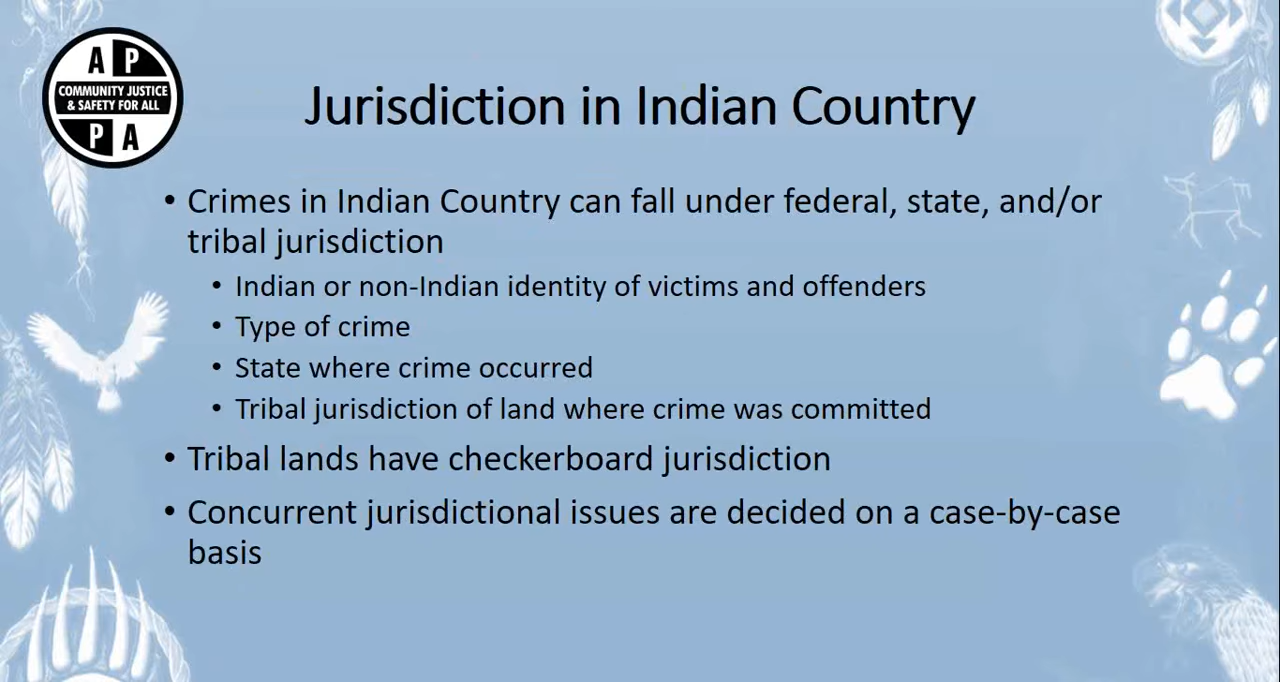 A P
COMMUNITY JUSTICE
& SAFETY FOR ALL
P A
Jurisdiction in Indian Country
• Crimes in Indian Country can fall under federal, state, and/or
tribal jurisdiction
• Indian or non-Indian identity of victims and offenders
• Type of crime
• State where crime occurred
• Tribal jurisdiction of land where crime was committed
• Tribal lands have checkerboard jurisdiction
• Concurrent jurisdictional issues are decided on a case-by-case
basis